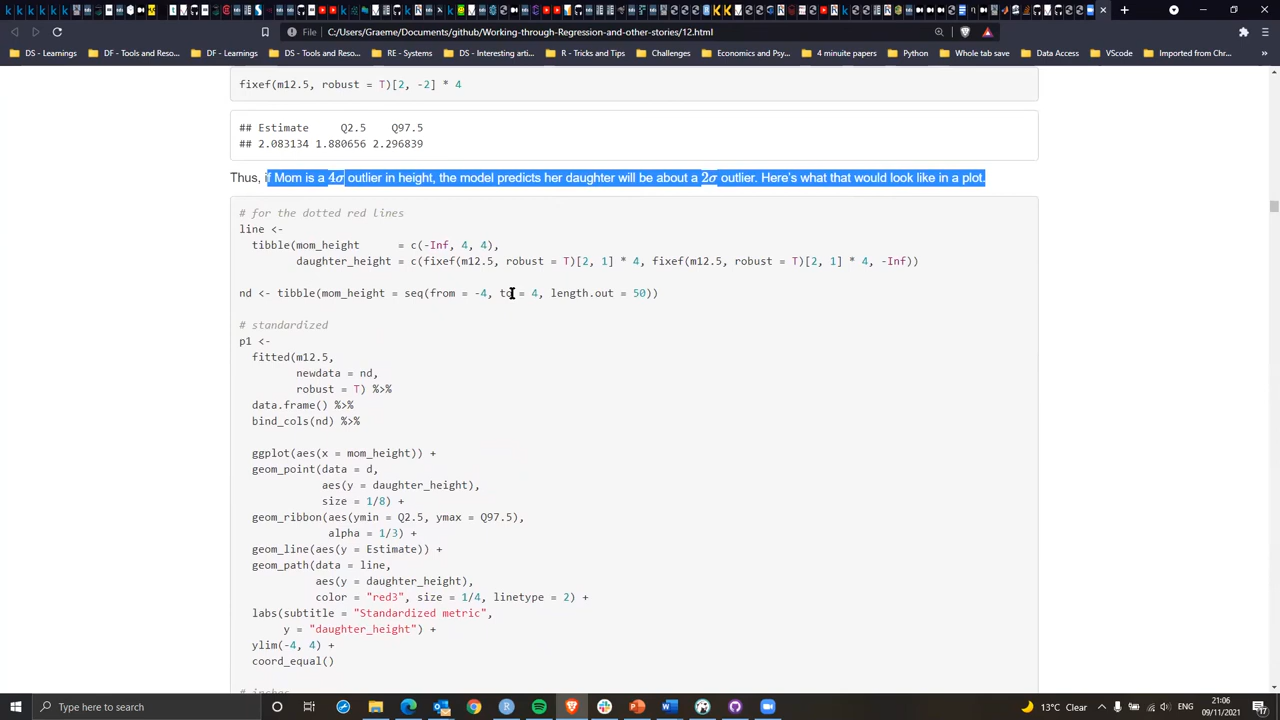 C:/Users/Graeme/Documents/github/Working-through-Regression-and-other-stories/12.html
DS - Learnings
DF - Tools and Reso...
DF - Learnings
DS - Tools and Reso...
RE - Systems
DS - Interesting artic...
R - Tricks and Tips
Challenges
Economics and Psy...
4 minute papers
Python
Whole tab save
Data Access
VScode
Imported from Chr...
fixef(m12.5, robust = T)[2, -2] * 4
## Estimate     Q2.5    Q97.5
## 2.083134 1.880656 2.296839
Thus, if Mom is a 4σ outlier in height, the model predicts her daughter will be about a 2σ outlier. Here's what that would look like in a plot.
# for the dotted red lines
line <-
  tibble(mom_height      = c(-Inf, 4, 4),
         daughter_height = c(fixef(m12.5, robust = T)[2, 1] * 4, fixef(m12.5, robust = T)[2, 1] * 4, -Inf))
nd <- tibble(mom_height = seq(from = -4, to = 4, length.out = 50))
# standardized
p1 <-
  fitted(m12.5,
         newdata = nd,
         robust = T) %>%
  data.frame() %>%
  bind_cols(nd) %>%
  ggplot(aes(x = mom_height)) +
  geom_point(data = d,
             aes(y = daughter_height),
             size = 1/8) +
  geom_ribbon(aes(ymin = Q2.5, ymax = Q97.5),
              alpha = 1/3) +
  geom_line(aes(y = Estimate)) +
  geom_path(data = line,
            aes(y = daughter_height),
            color = "red3", size = 1/4, linetype = 2) +
  labs(subtitle = "Standardized metric",
       y = "daughter_height") +
  ylim(-4, 4) +
  coord_equal()
# inches
Type here to search
13°C Clear
ENG
21:06
09/11/2021